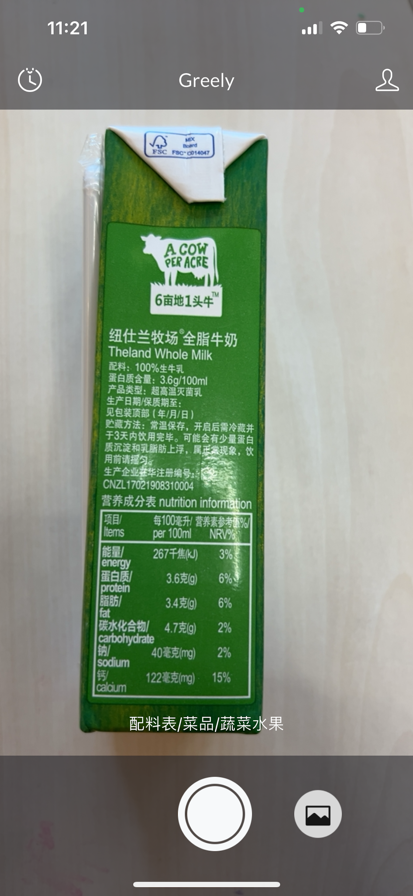 11:21
Greely
FSC
MIX
Board
FSC® C014047
A COW
PER ACRE
6亩地1头牛™
纽仕兰牧场®全脂牛奶
Theland Whole Milk
配料：100%生牛乳
蛋白质含量：3.6g/100ml
产品类型：超高温灭菌乳
生产日期/保质期至：
见包装顶部（年/月/日）
贮藏方法：常温保存，开启后需冷藏并
于3天内饮用完毕。可能会有少量蛋白
质沉淀和乳脂肪上浮，属正常现象，饮
用前请摇匀。
生产企业在华注册编号：
CNZL17021908310004
营养成分表 nutrition information
项目/ 每100毫升/ 营养素参考值%/
Items per 100ml NRV%
能量/ 267千焦(kJ) 3%
energy
蛋白质/ 3.6克(g) 6%
protein
脂肪/ 3.4克(g) 6%
fat
碳水化合物/ 4.7克(g) 2%
carbohydrate
钠/ 40毫克(mg) 2%
sodium
钙/ 122毫克(mg) 15%
calcium
配料表/菜品/蔬菜水果